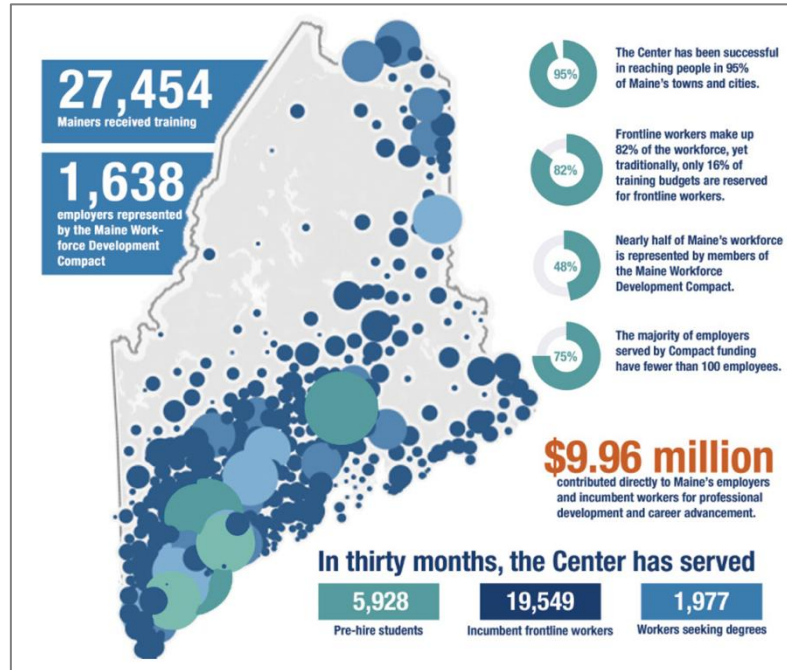 27,454
Mainers received training
1,638
employers represented
by the Maine Work-
force Development
Compact
95%
The Center has been successful
in reaching people in 95%
of Maine's towns and cities.
82%
Frontline workers make up
82% of the workforce, yet
traditionally, only 16% of
training budgets are reserved
for frontline workers.
48%
Nearly half of Maine's workforce
is represented by members of
the Maine Workforce
Development Compact.
75%
The majority of employers
served by Compact funding
have fewer than 100 employees.
$9.96 million
contributed directly to Maine's employers
and incumbent workers for professional
development and career advancement.
In thirty months, the Center has served
5,928
Pre-hire students
19,549
Incumbent frontline workers
1,977
Workers seeking degrees